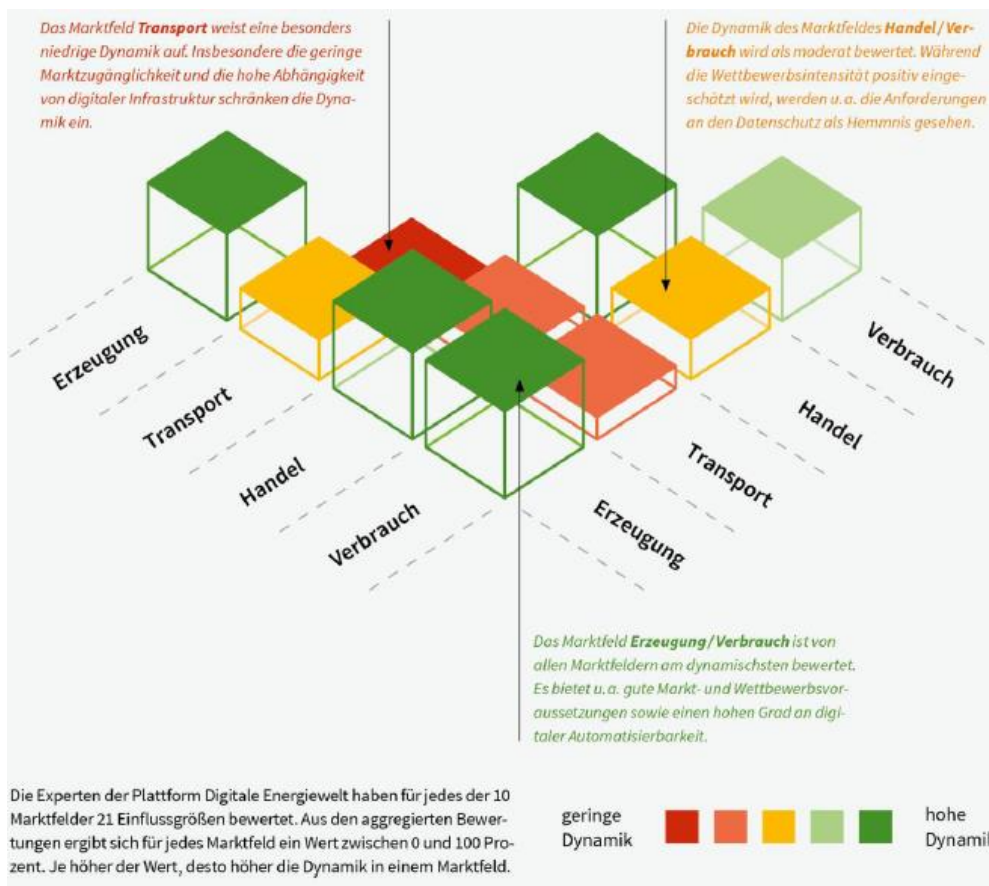 Das Marktfeld Transport weist eine besonders
niedrige Dynamik auf. Insbesondere die geringe
Marktzugänglichkeit und die hohe Abhängigkeit
von digitaler Infrastruktur schränken die Dyna-
mik ein.
Die Dynamik des Marktfeldes Handel / Ver-
brauch wird als moderat bewertet. Während
die Wettbewerbsintensität positiv einge-
schätzt wird, werden u. a. die Anforderungen
an den Datenschutz als Hemmnis gesehen.
Erzeugung
Transport
Handel
Verbrauch
Erzeugung
Transport
Handel
Verbrauch
Das Marktfeld Erzeugung / Verbrauch ist von
allen Marktfeldern am dynamischsten bewertet.
Es bietet u. a. gute Markt- und Wettbewerbsvor-
aussetzungen sowie einen hohen Grad an digi-
taler Automatisierbarkeit.
Die Experten der Plattform Digitale Energiewelt haben für jedes der 10
Marktfelder 21 Einflussgrößen bewertet. Aus den aggregierten Bewer-
tungen ergibt sich für jedes Marktfeld ein Wert zwischen 0 und 100 Pro-
zent. Je höher der Wert, desto höher die Dynamik in einem Marktfeld.
geringe
Dynamik
hohe
Dynamik